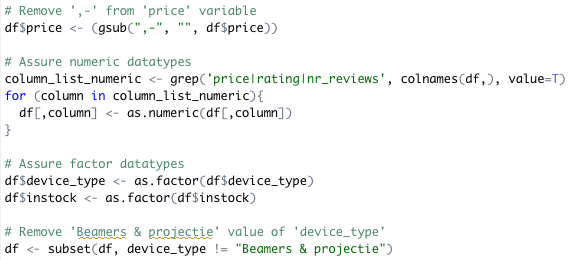 # Remove ',-' from 'price' variable
df$price <- (gsub(",-", "", df$price))
# Assure numeric datatypes
column_list_numeric <- grep('price|rating|nr_reviews', colnames(df,), value=T)
for (column in column_list_numeric){
  df[,column] <- as.numeric(df[,column])
}
# Assure factor datatypes
df$device_type <- as.factor(df$device_type)
df$instock <- as.factor(df$instock)
# Remove 'Beamers & projectie' value of 'device_type'
df <- subset(df, device_type != "Beamers & projectie")